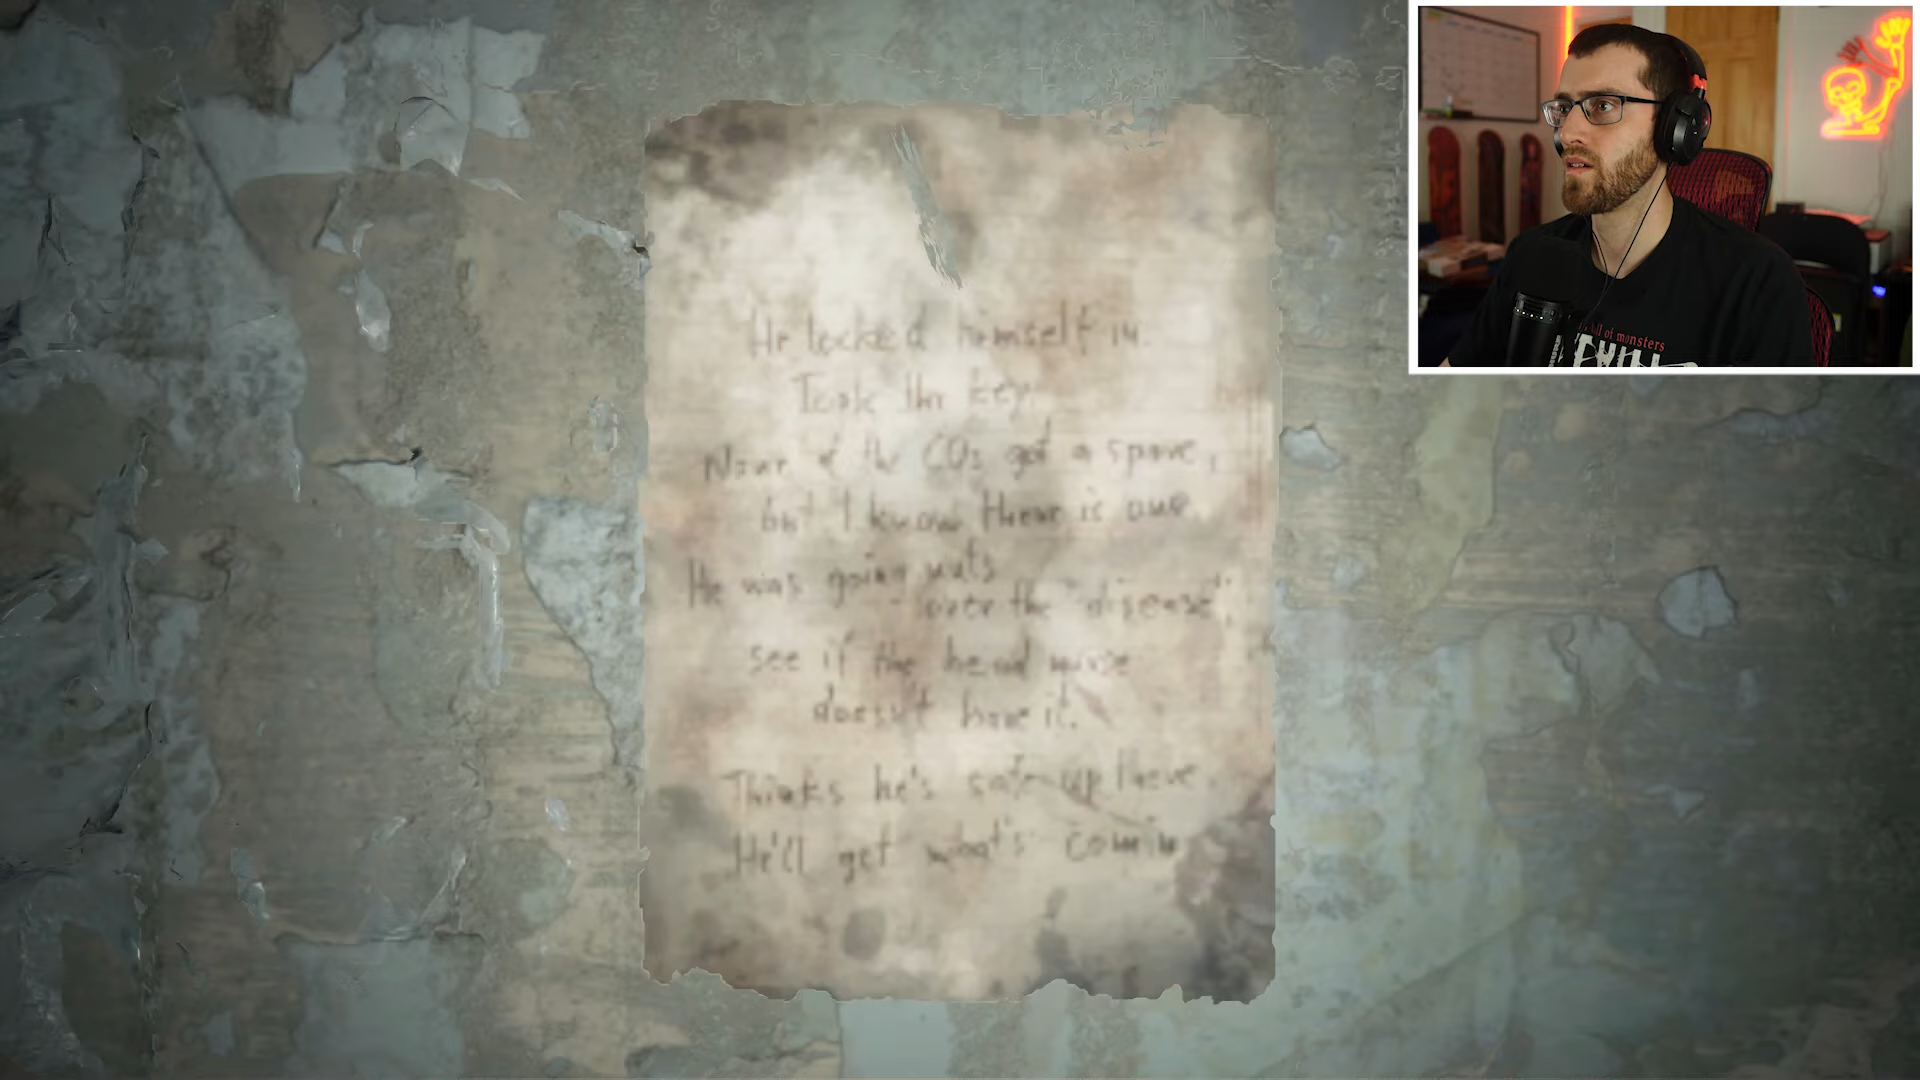 He locked himself in.
Took the key.
None of the COs got a spare,
but I know there is one.
He was going nuts
over the "disease",
see if the head nurse
doesn't have it.
Thinks he's safe up there.
He'll get what's comin
of monsters